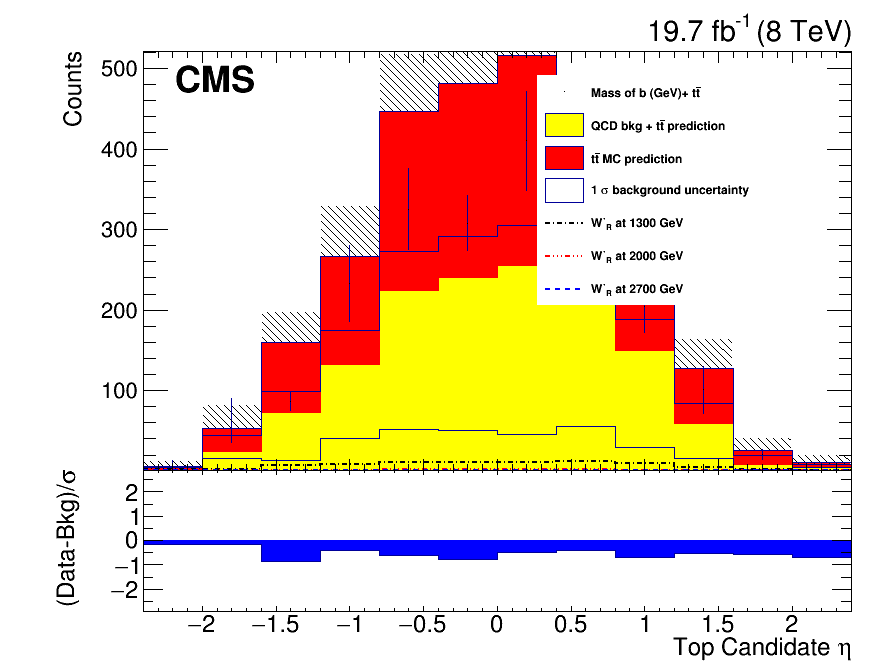 19.7 fb⁻¹ (8 TeV)
CMS
Counts
500
400
300
200
100
Mass of b (GeV)+ tt̄
QCD bkg + tt̄ prediction
tt̄ MC prediction
1 σ background uncertainty
W'R at 1300 GeV
W'R at 2000 GeV
W'R at 2700 GeV
(Data-Bkg)/σ
2
1
0
−1
−2
−2 −1.5 −1 −0.5 0 0.5 1 1.5 2
Top Candidate η